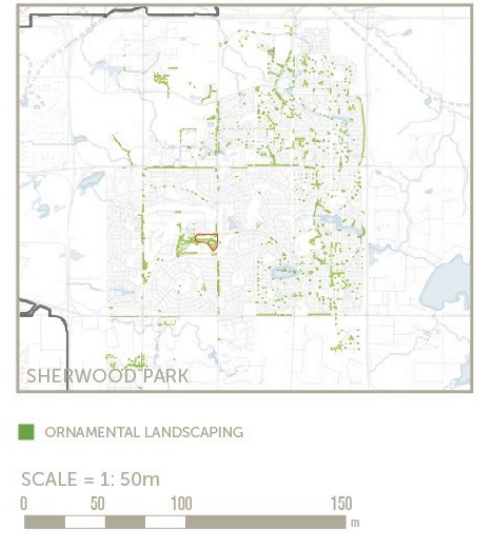 SHERWOOD PARK
ORNAMENTAL LANDSCAPING
SCALE = 1: 50m
0 50 100 150
m